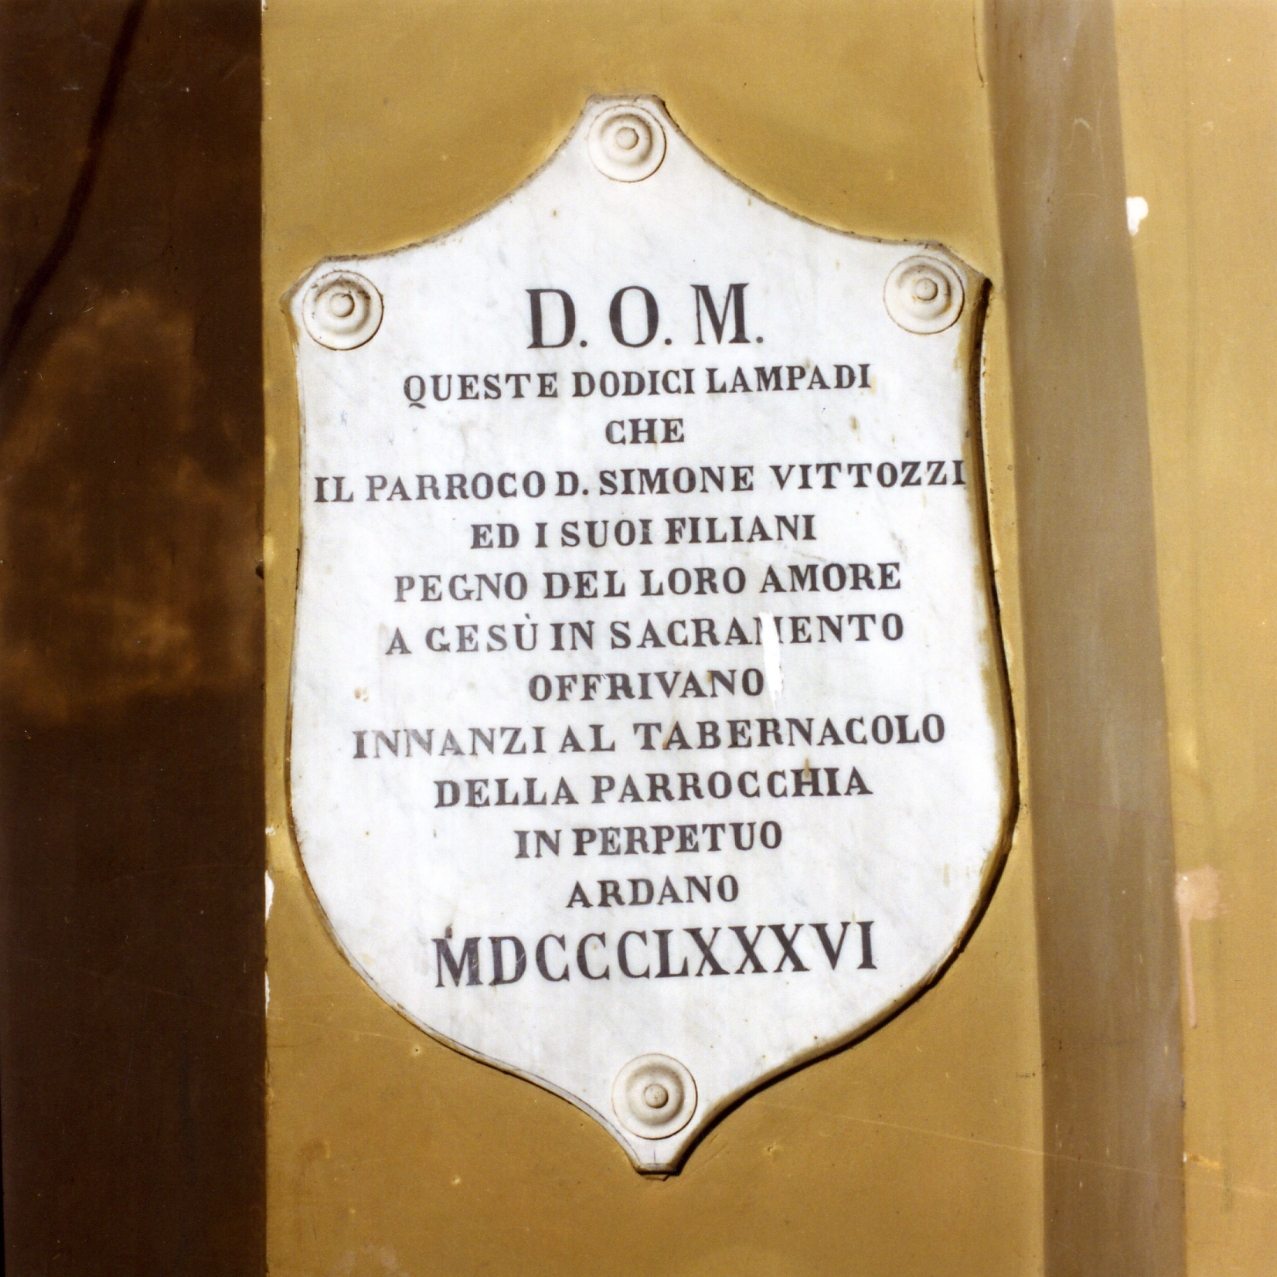 D. O. M.
QUESTE DODICI LAMPADI
CHE
IL PARROCO D. SIMONE VITTOZZI
ED I SUOI FILIANI
PEGNO DEL LORO AMORE
A GESÙ IN SACRAMENTO
OFFRIVANO
INNANZI AL TABERNACOLO
DELLA PARROCCHIA
IN PERPETUO
ARDANO
MDCCCLXXXVI